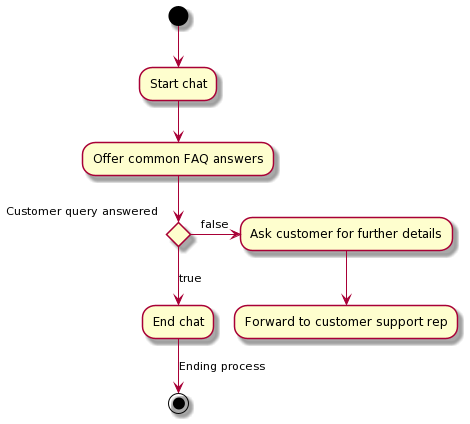 Start chat
Offer common FAQ answers
Customer query answered
false
Ask customer for further details
true
End chat
Forward to customer support rep
Ending process